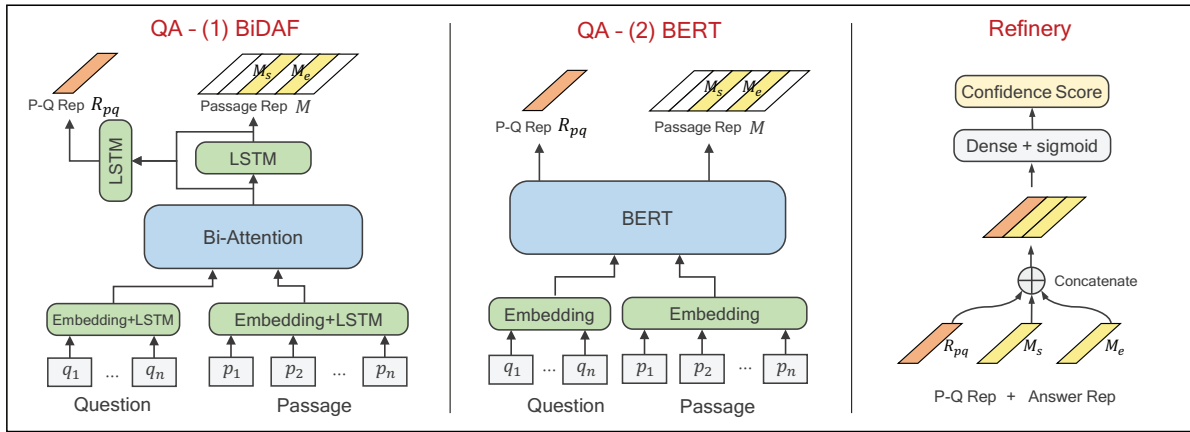 QA - (1) BiDAF
M_s M_e
P-Q Rep R_pq
Passage Rep M
LSTM
LSTM
Bi-Attention
Embedding+LSTM
Embedding+LSTM
q_1 ... q_n
p_1 p_2 ... p_n
Question
Passage
QA - (2) BERT
M_s M_e
P-Q Rep R_pq
Passage Rep M
BERT
Embedding
Embedding
q_1 ... q_n
p_1 p_2 ... p_n
Question
Passage
Refinery
Confidence Score
Dense + sigmoid
Concatenate
R_pq M_s M_e
P-Q Rep + Answer Rep